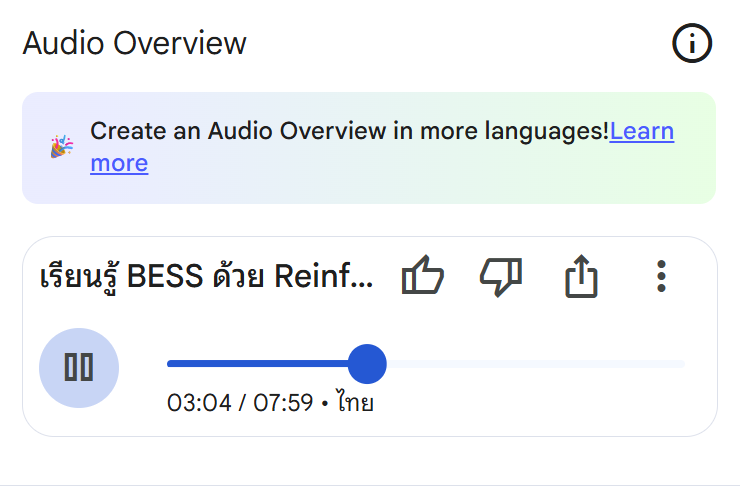 Audio Overview
Create an Audio Overview in more languages!Learn
more
เรียนรู้ BESS ด้วย Reinf...
03:04 / 07:59 • ไทย